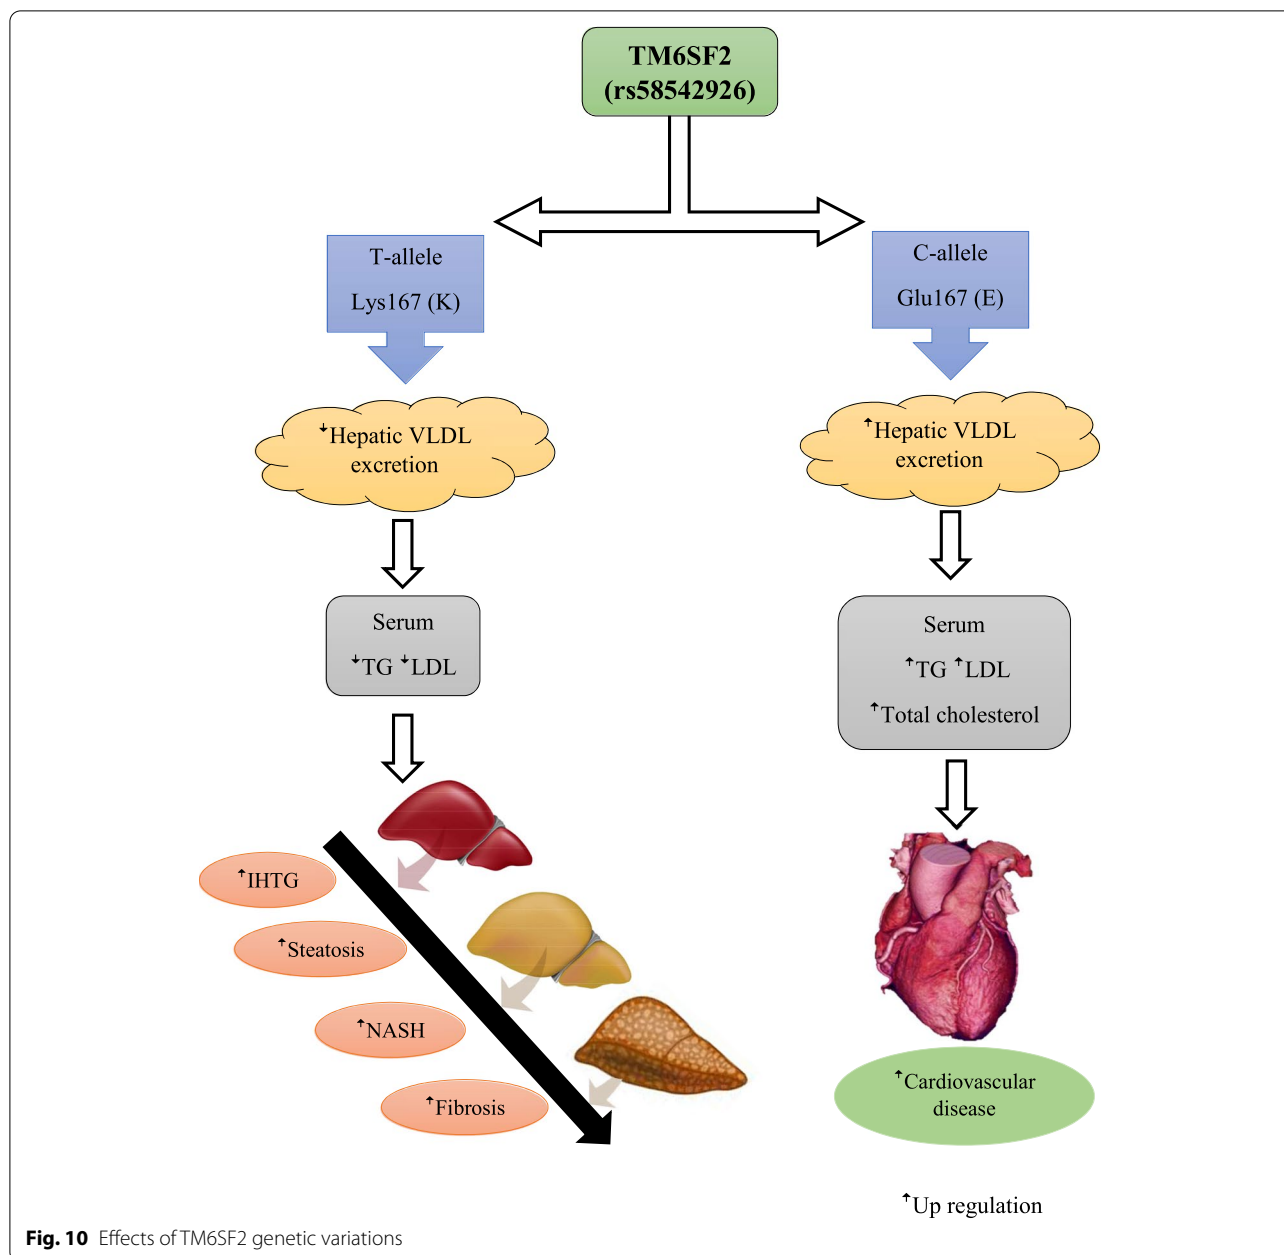 TM6SF2
(rs58542926)
T-allele
Lys167 (K)
↓Hepatic VLDL
excretion
Serum
↓TG ↓LDL
↑IHTG
↑Steatosis
↑NASH
↑Fibrosis
C-allele
Glu167 (E)
↑Hepatic VLDL
excretion
Serum
↑TG ↑LDL
↑Total cholesterol
↑Cardiovascular
disease
↑Up regulation
Fig. 10 Effects of TM6SF2 genetic variations